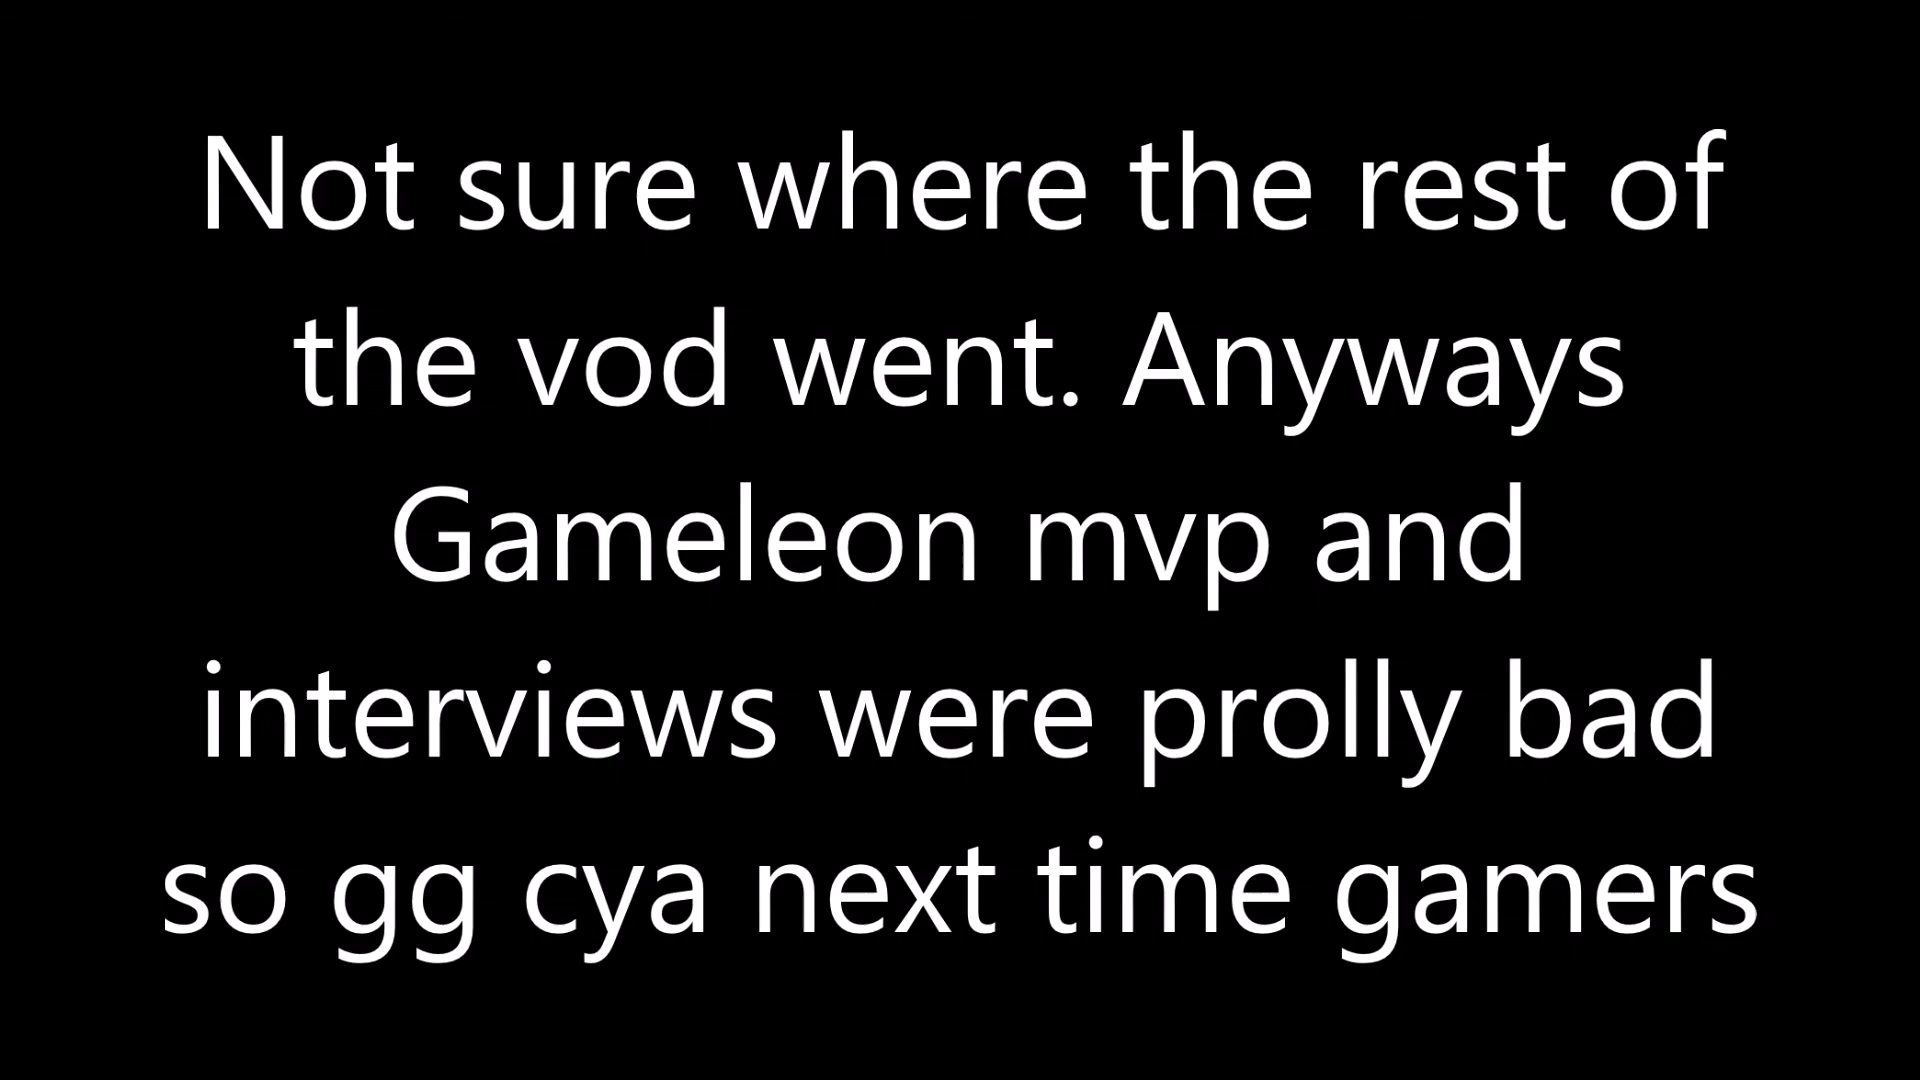 Not sure where the rest of
the vod went. Anyways
Gameleon mvp and
interviews were prolly bad
so gg cya next time gamers